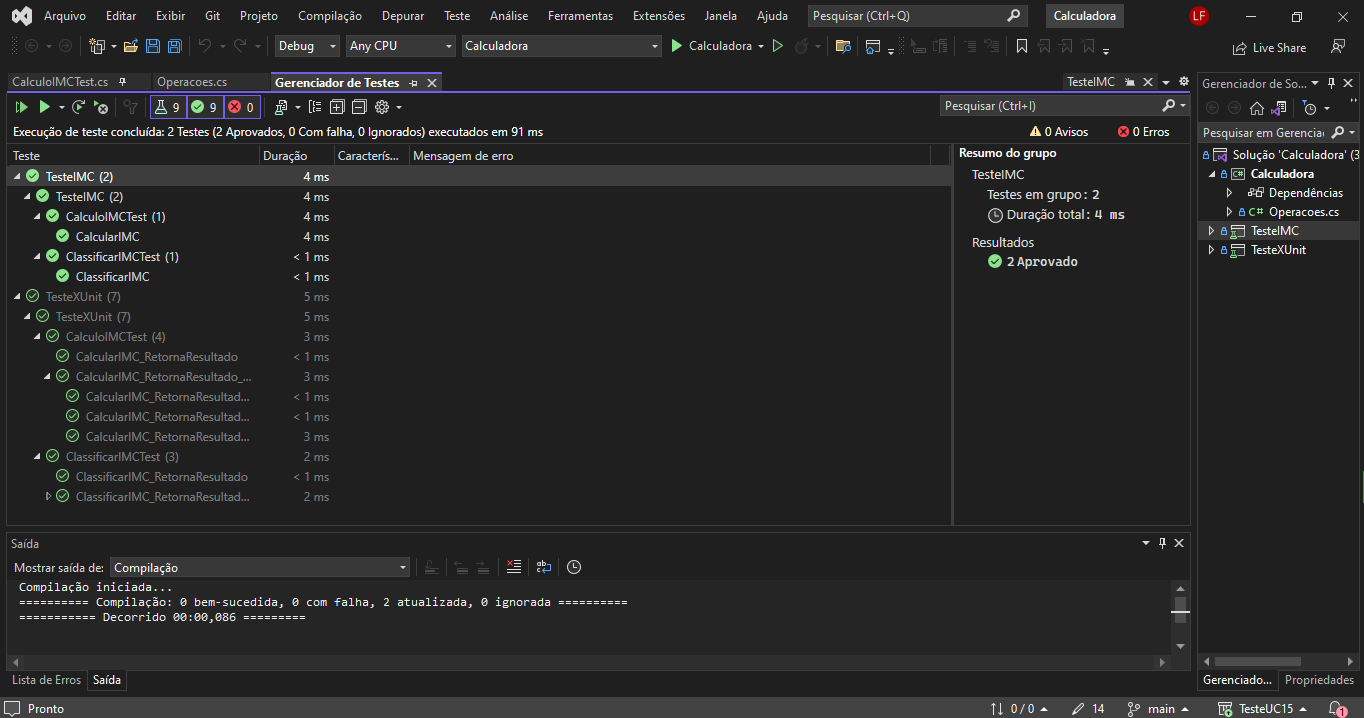 Arquivo Editar Exibir Git Projeto Compilação Depurar Teste Análise Ferramentas Extensões Janela Ajuda Pesquisar (Ctrl+Q) Calculadora LF
Debug Any CPU Calculadora Calculadora Live Share
CalculoIMCTest.cs Operacoes.cs Gerenciador de Testes TesteIMC
9 9 0 Pesquisar (Ctrl+I)
Execução de teste concluída: 2 Testes (2 Aprovados, 0 Com falha, 0 Ignorados) executados em 91 ms 0 Avisos 0 Erros
Teste Duração Caracterís... Mensagem de erro
TesteIMC (2) 4 ms
TesteIMC (2) 4 ms
CalculoIMCTest (1) 4 ms
CalcularIMC 4 ms
ClassificarIMCTest (1) < 1 ms
ClassificarIMC < 1 ms
TesteXUnit (7) 5 ms
TesteXUnit (7) 5 ms
CalculoIMCTest (4) 3 ms
CalcularIMC_RetornaResultado < 1 ms
CalcularIMC_RetornaResultado_... 3 ms
CalcularIMC_RetornaResultad... < 1 ms
CalcularIMC_RetornaResultad... < 1 ms
CalcularIMC_RetornaResultad... 3 ms
ClassificarIMCTest (3) 2 ms
ClassificarIMC_RetornaResultado < 1 ms
ClassificarIMC_RetornaResultad... 2 ms
Resumo do grupo
TesteIMC
Testes em grupo: 2
Duração total: 4 ms
Resultados
2 Aprovado
Gerenciador de So...
Pesquisar em Gerencia
Solução 'Calculadora' (3
C# Calculadora
Dependências
C# Operacoes.cs
TesteIMC
TesteXUnit
Gerenciado... Propriedades
Saída
Mostrar saída de: Compilação
Compilação iniciada...
========== Compilação: 0 bem-sucedida, 0 com falha, 2 atualizada, 0 ignorada ==========
=========== Decorrido 00:00,086 =========
Lista de Erros Saída
Pronto 0 / 0 14 main TesteUC15 1